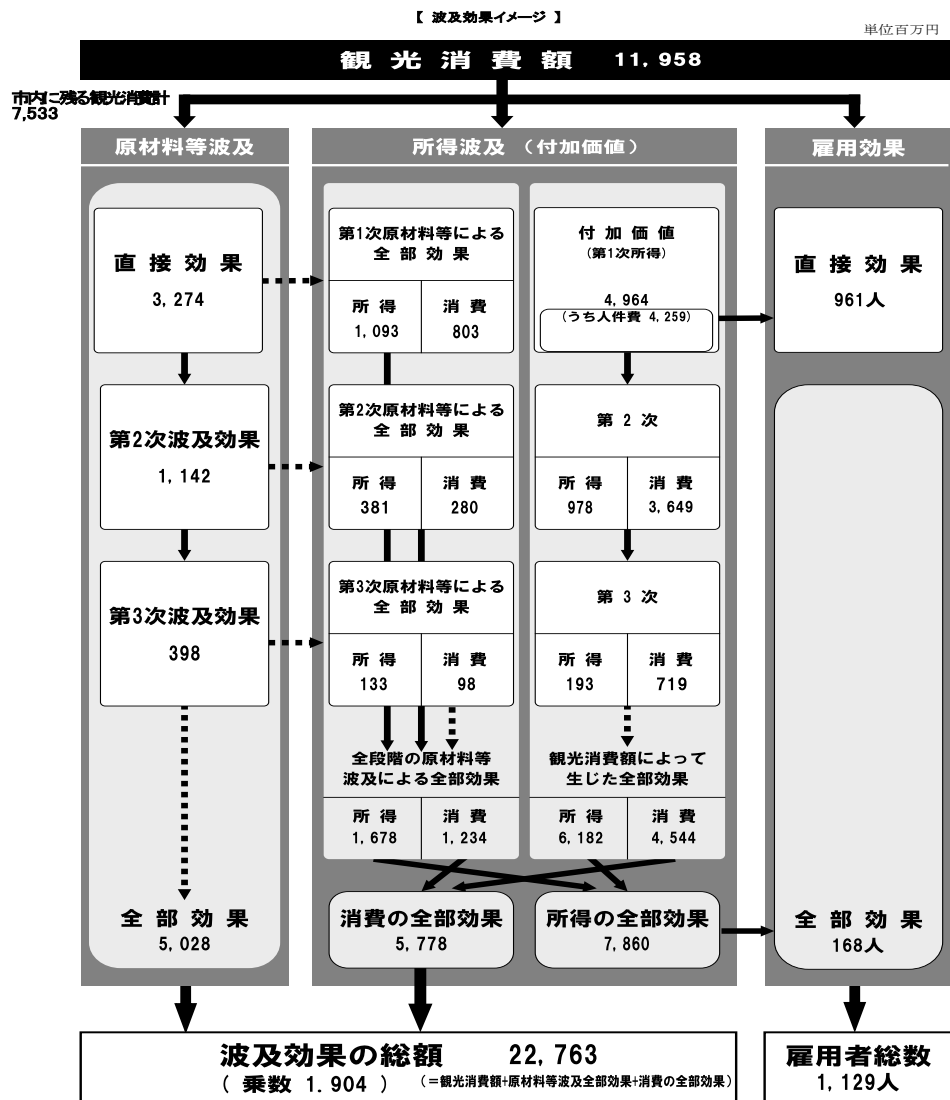 【 波及効果イメージ 】
単位百万円
観光消費額 11,958
市内に残る観光消費計
7,533
原材料等波及
所得波及（付加価値）
雇用効果
直接効果
3,274
第1次原材料等による
全部効果
所得 消費
1,093 803
付加価値
(第1次所得)
4,964
(うち人件費 4,259)
直接効果
961人
第2次波及効果
1,142
第2次原材料等による
全部効果
所得 消費
381 280
第2次
所得 消費
978 3,649
第3次波及効果
398
第3次原材料等による
全部効果
所得 消費
133 98
第3次
所得 消費
193 719
全段階の原材料等
波及による全部効果
所得 消費
1,678 1,234
観光消費額によって
生じた全部効果
所得 消費
6,182 4,544
全部効果
5,028
消費の全部効果
5,778
所得の全部効果
7,860
全部効果
168人
波及効果の総額 22,763
( 乗数 1.904 ) (＝観光消費額+原材料等波及全部効果+消費の全部効果)
雇用者総数
1,129人